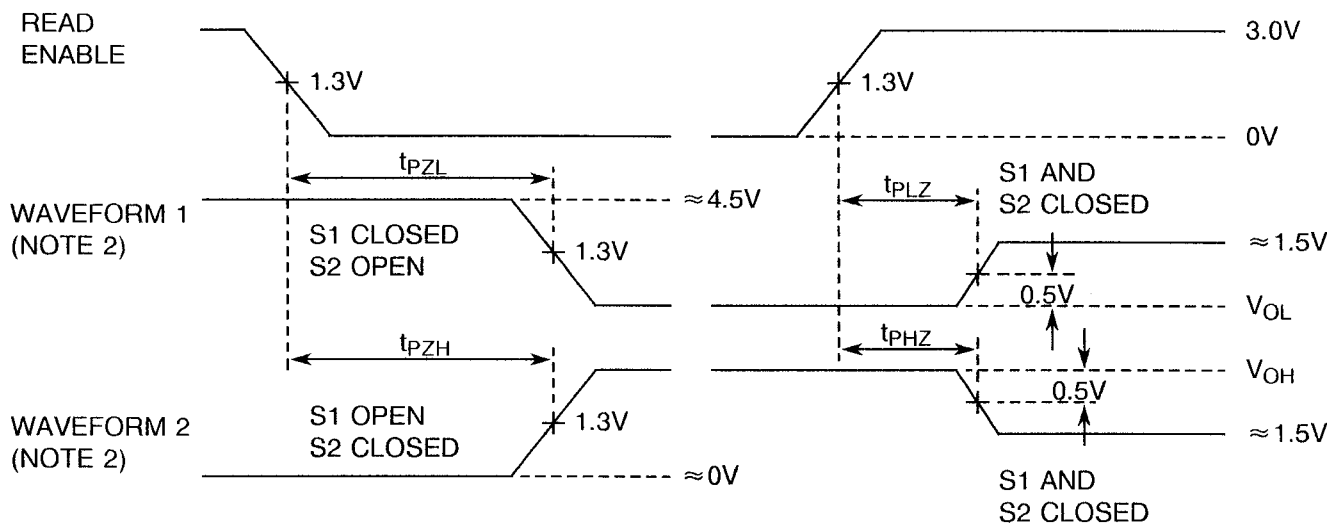 READ
ENABLE
1.3V
1.3V
3.0V
0V
tPZL
tPLZ
S1 AND
S2 CLOSED
WAVEFORM 1
(NOTE 2)
S1 CLOSED
S2 OPEN
≈4.5V
1.3V
≈1.5V
0.5V
VOL
tPZH
tPHZ
VOH
0.5V
WAVEFORM 2
(NOTE 2)
S1 OPEN
S2 CLOSED
1.3V
≈1.5V
≈0V
S1 AND
S2 CLOSED